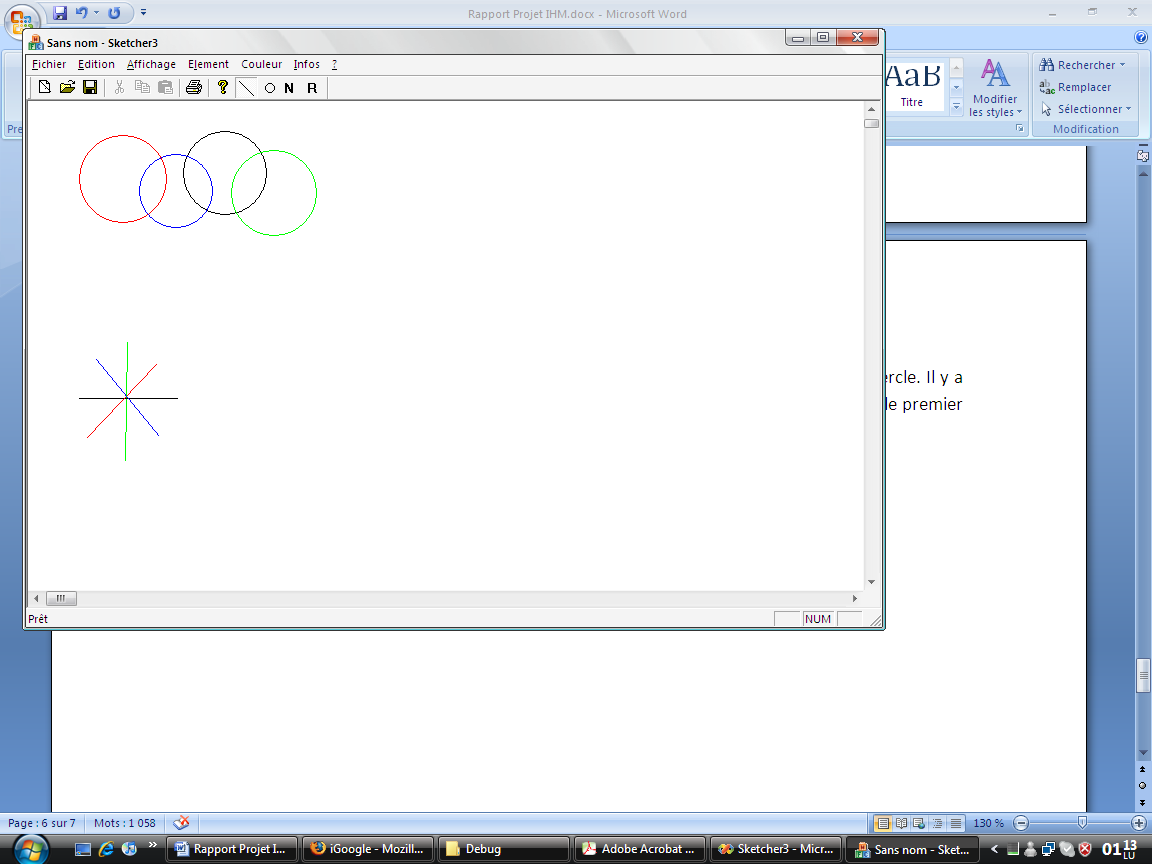 Rapport Projet IHM.docx - Microsoft Word
Sans nom - Sketcher3
Fichier Edition Affichage Element Couleur Infos ?
N R
AaB
Titre
Modifier
les styles
Rechercher
Remplacer
Sélectionner
Modification
Pre
ercle. Il y a
le premier
Prêt
NUM
Page : 6 sur 7 Mots : 1 058
130 %
Rapport Projet I...
iGoogle - Mozill...
Debug
Adobe Acrobat ...
Sketcher3 - Micr...
Sans nom - Sket...
01 13
LU